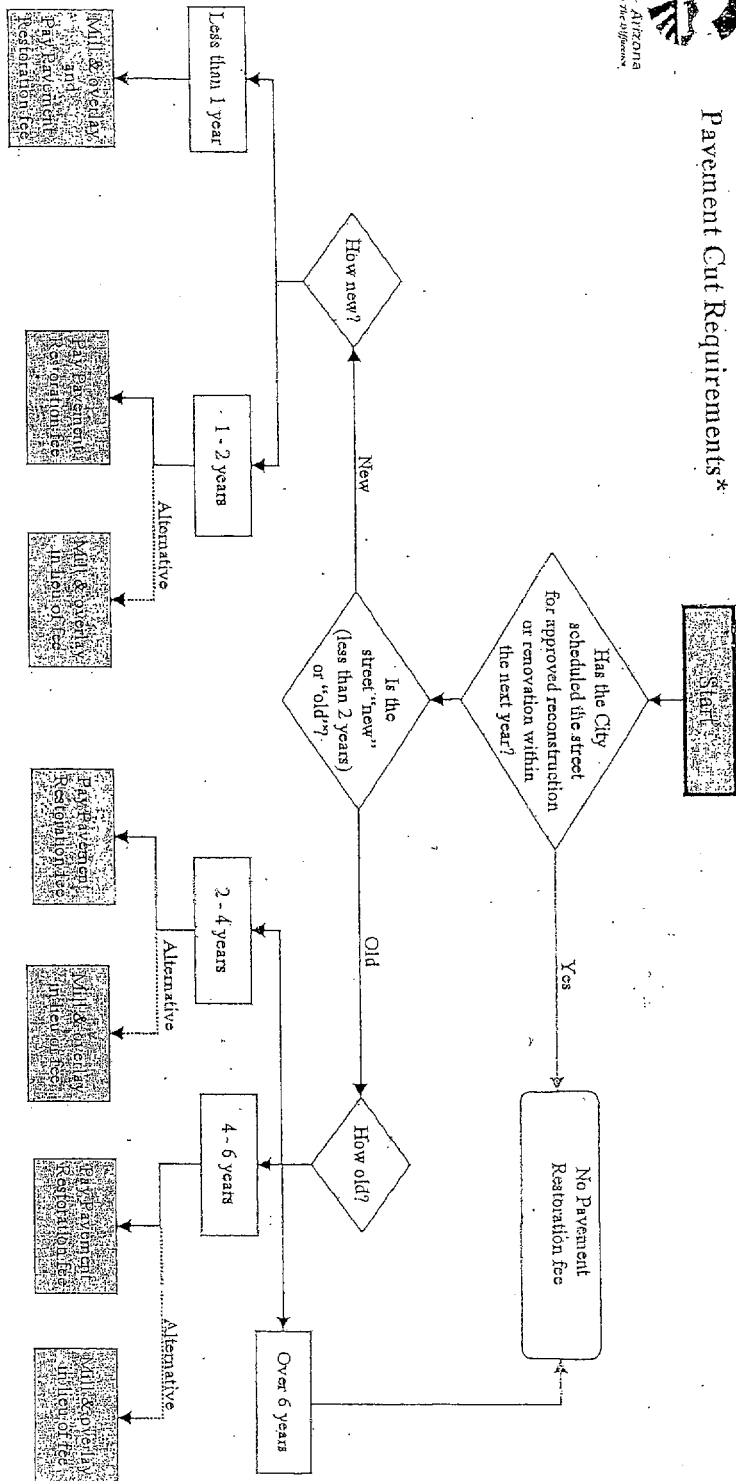 Arizona
The Difference
Pavement Cut Requirements*
Start
Has the City
scheduled the street
for approved reconstruction
or renovation within
the next year?
Yes
No Pavement
Restoration fee
Is the
street "new"
(less than 2 years)
or "old"?
New
Old
How new?
How old?
Less than 1 year
1 - 2 years
2 - 4 years
4 - 6 years
Over 6 years
Mill & overlay
and
Pay Pavement
Restoration fee
Pay Pavement
Restoration fee
Alternative
Mill & overlay
in lieu of fee
Pay Pavement
Restoration fee
Alternative
Mill & overlay
in lieu of fee
Pay Pavement
Restoration fee
Alternative
Mill & overlay
in lieu of fee